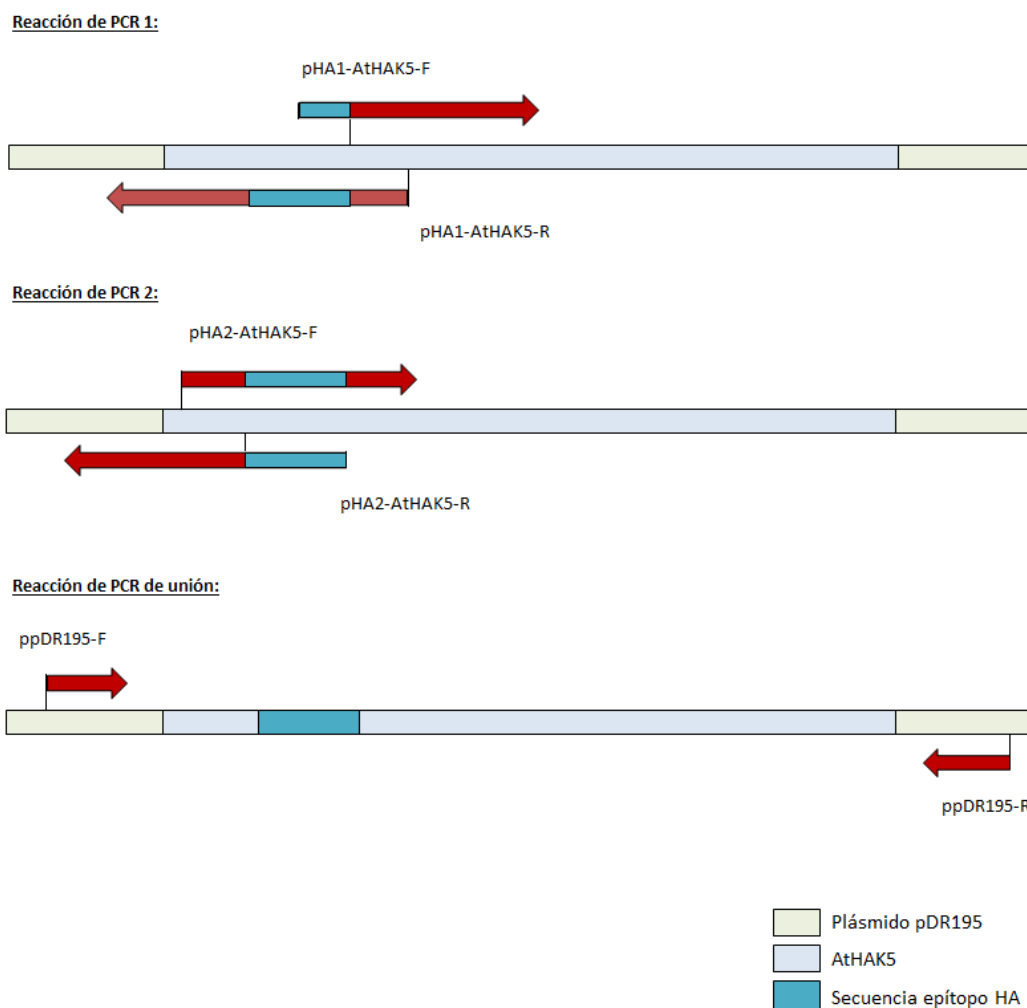 Reacción de PCR 1:
pHA1-AtHAK5-F
pHA1-AtHAK5-R
Reacción de PCR 2:
pHA2-AtHAK5-F
pHA2-AtHAK5-R
Reacción de PCR de unión:
ppDR195-F
ppDR195-R
Plásmido pDR195
AtHAK5
Secuencia epítopo HA